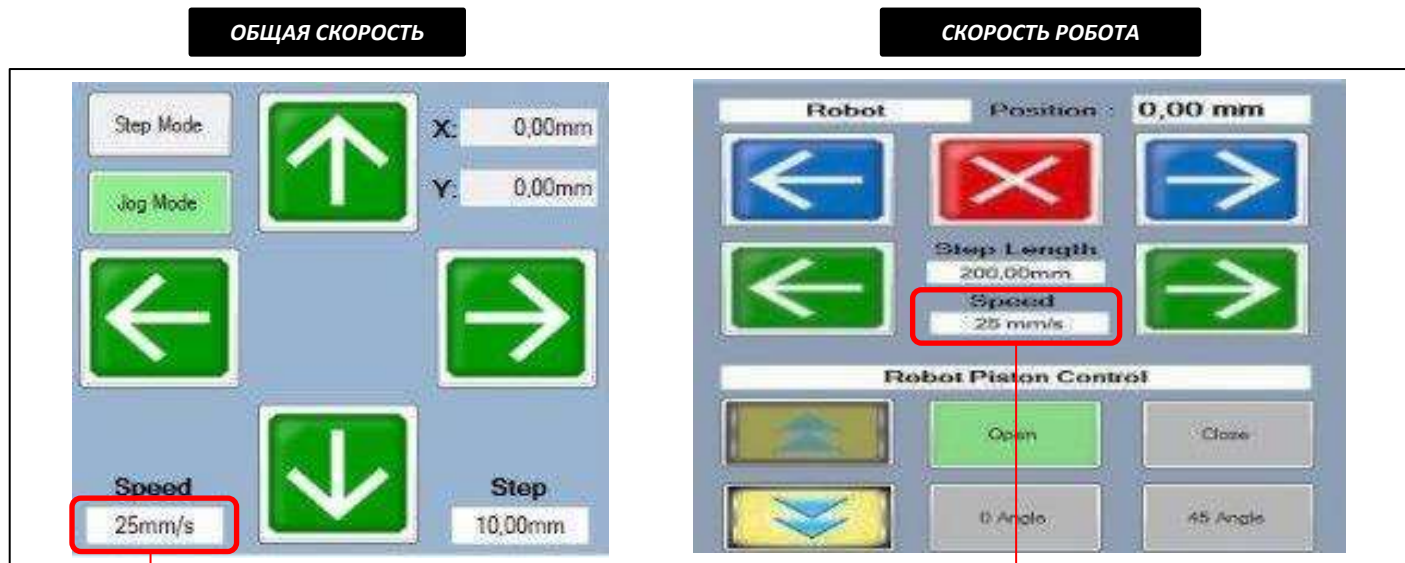 ОБЩАЯ СКОРОСТЬ
СКОРОСТЬ РОБОТА
Step Mode
X: 0,00mm
Jog Mode
Y: 0,00mm
Speed
25mm/s
Step
10,00mm
Robot Position : 0,00 mm
Step Length
200,00mm
Speed
25 mm/s
Robot Piston Control
Open
Close
0 Angle
45 Angle